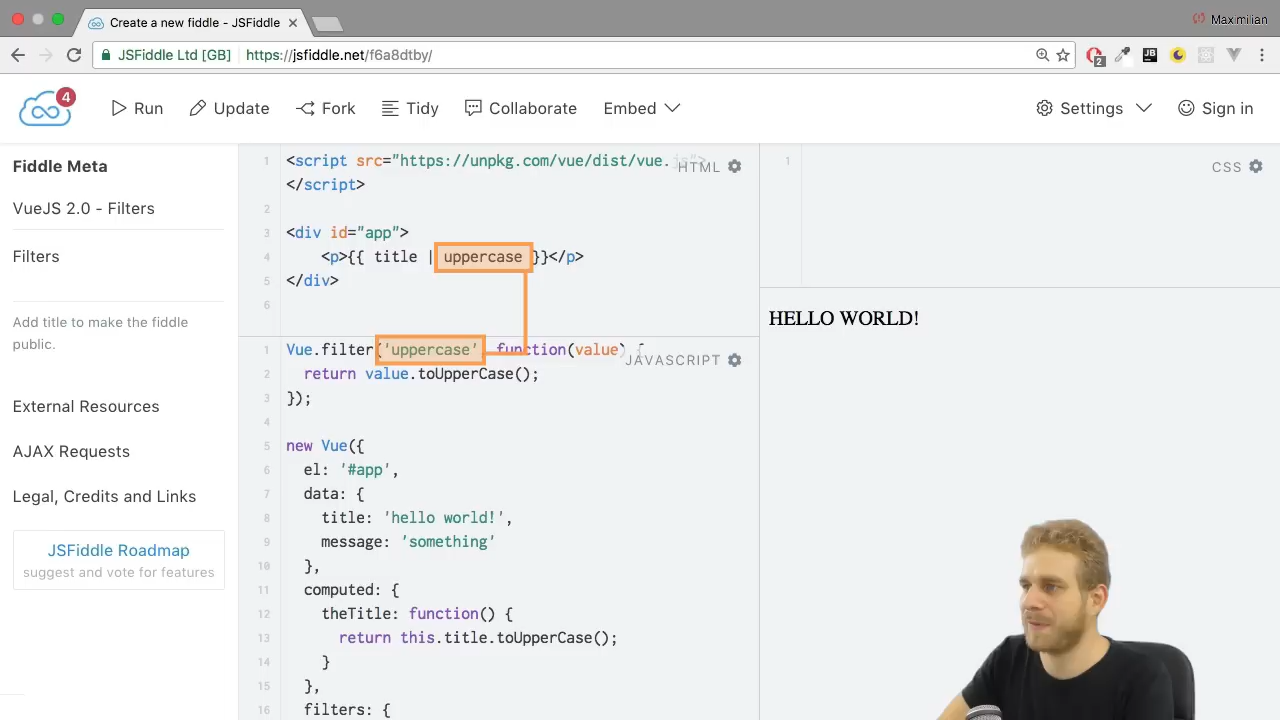 Create a new fiddle - JSFiddle
Maximilian
JSFiddle Ltd [GB]
https://jsfiddle.net/f6a8dtby/
2
JB
4
Run
Update
Fork
Tidy
Collaborate
Embed
Settings
Sign in
Fiddle Meta
VueJS 2.0 - Filters
Filters
Add title to make the fiddle
public.
External Resources
AJAX Requests
Legal, Credits and Links
JSFiddle Roadmap
suggest and vote for features
HTML
1 <script src="https://unpkg.com/vue/dist/vue.js">
</script>
2
3 <div id="app">
4 <p>{{ title | uppercase }}</p>
5 </div>
6
JAVASCRIPT
1 Vue.filter('uppercase', function(value) {
2 return value.toUpperCase();
3 });
4
5 new Vue({
6 el: '#app',
7 data: {
8 title: 'hello world!',
9 message: 'something'
10 },
11 computed: {
12 theTitle: function() {
13 return this.title.toUpperCase();
14 }
15 },
16 filters: {
1
CSS
HELLO WORLD!